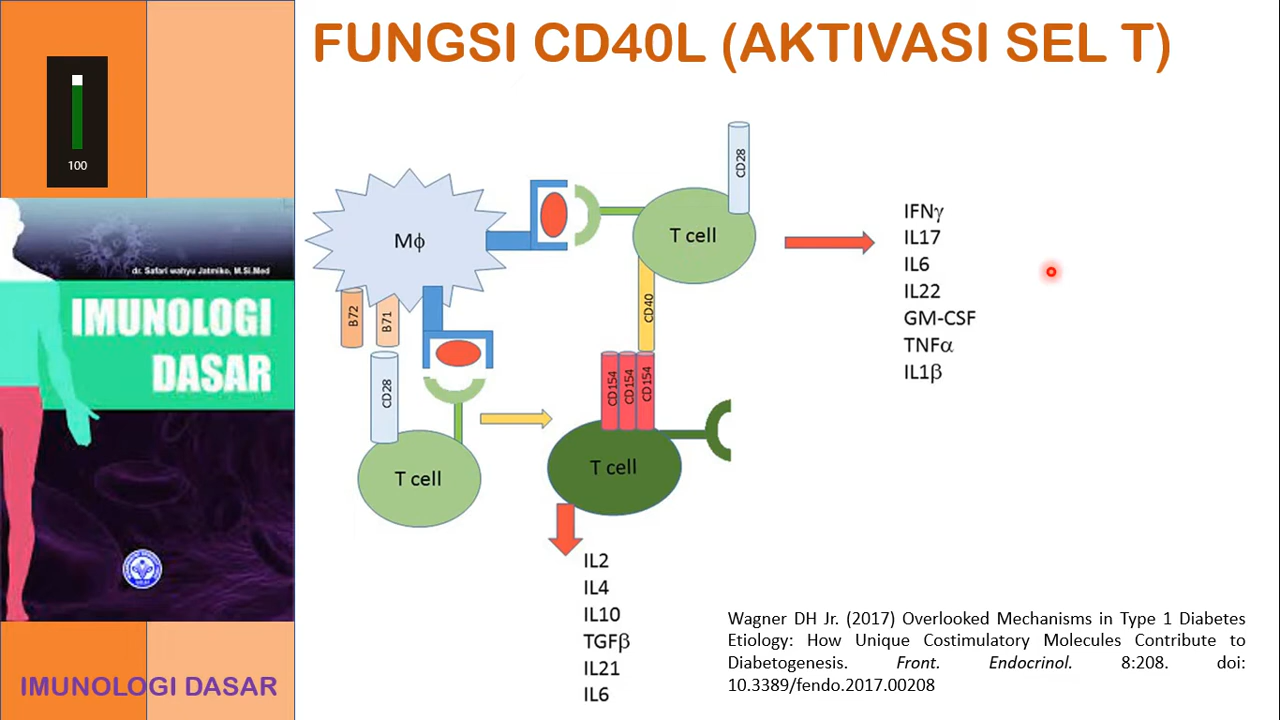 FUNGSI CD40L (AKTIVASI SEL T)
100
dr. Safari wahyu Jatmiko, M.Si.Med
IMUNOLOGI
DASAR
IMUNOLOGI DASAR
Mϕ
B72
B71
CD28
T cell
CD28
T cell
CD40
CD154
CD154
CD154
T cell
IFNγ
IL17
IL6
IL22
GM-CSF
TNFα
IL1β
IL2
IL4
IL10
TGFβ
IL21
IL6
Wagner DH Jr. (2017) Overlooked Mechanisms in Type 1 Diabetes
Etiology: How Unique Costimulatory Molecules Contribute to
Diabetogenesis. Front. Endocrinol. 8:208. doi:
10.3389/fendo.2017.00208